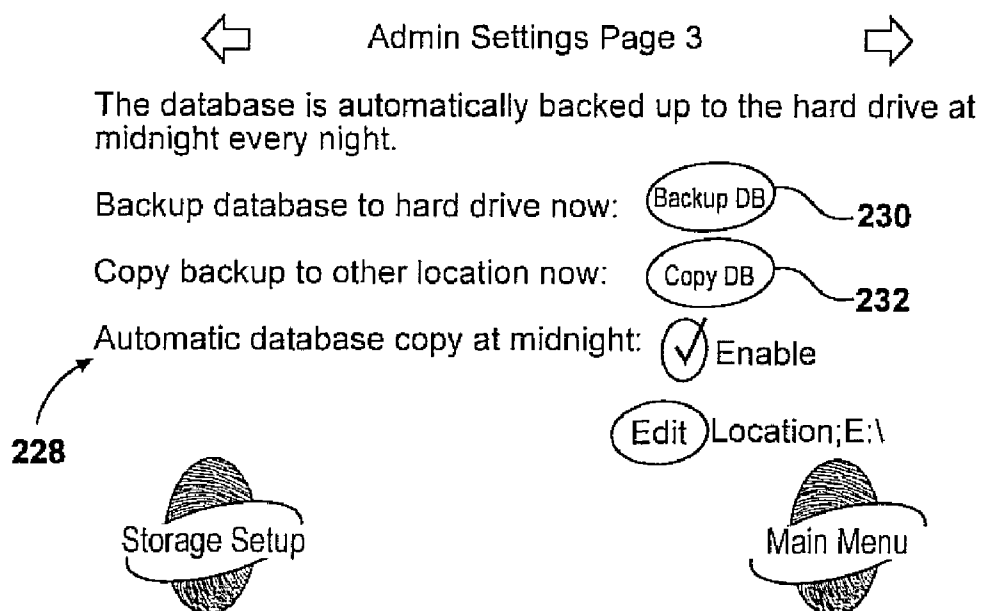 Admin Settings Page 3
The database is automatically backed up to the hard drive at
midnight every night.
Backup database to hard drive now: Backup DB 230
Copy backup to other location now: Copy DB 232
Automatic database copy at midnight: Enable
228
Edit Location;E:\
Storage Setup
Main Menu